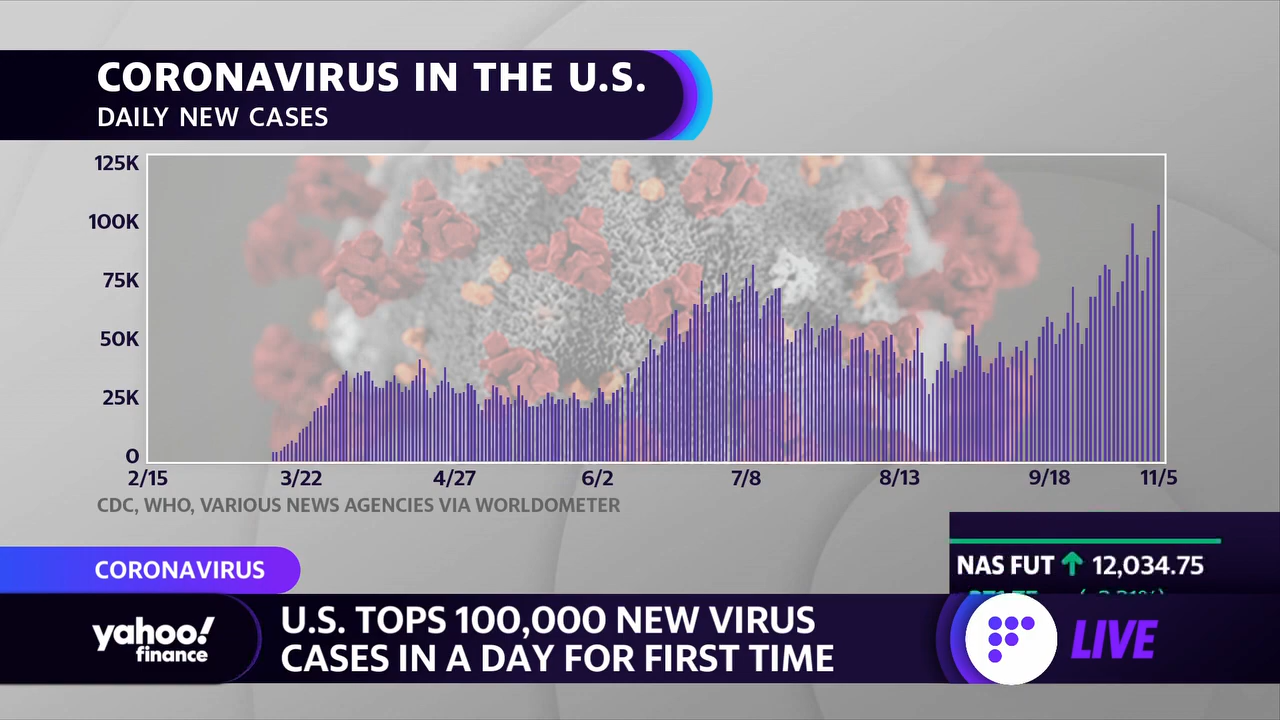 CORONAVIRUS IN THE U.S.
DAILY NEW CASES
125K
100K
75K
50K
25K
0
2/15 3/22 4/27 6/2 7/8 8/13 9/18 11/5
CDC, WHO, VARIOUS NEWS AGENCIES VIA WORLDOMETER
NAS FUT 12,034.75
CORONAVIRUS
yahoo!
finance
U.S. TOPS 100,000 NEW VIRUS
CASES IN A DAY FOR FIRST TIME
LIVE